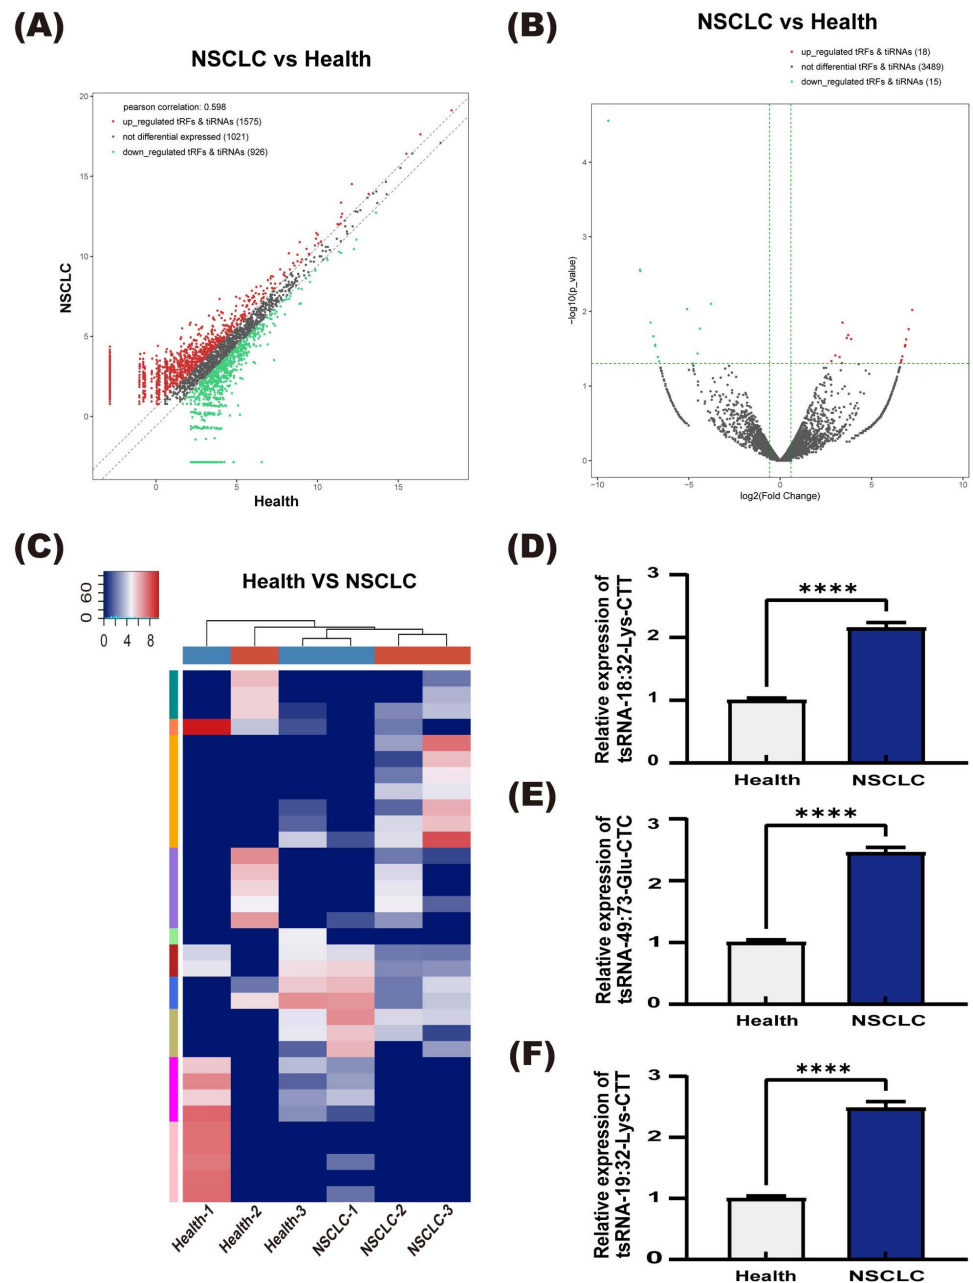 (A)
NSCLC vs Health
pearson correlation: 0.598
up_regulated tRFs & tiRNAs (1575)
not differential expressed (1021)
down_regulated tRFs & tiRNAs (926)
20
15
10
5
0
NSCLC
0 5 10 15
Health
(B)
NSCLC vs Health
up_regulated tRFs & tiRNAs (18)
not differential tRFs & tiRNAs (3489)
down_regulated tRFs & tiRNAs (15)
4
3
2
1
0
−log10(p_value)
−10 −5 0 5 10
log2(Fold Change)
(C)
Health VS NSCLC
0 60
0 4 8
Health-1
Health-2
Health-3
NSCLC-1
NSCLC-2
NSCLC-3
(D)
Relative expression of
tsRNA-18:32-Lys-CTT
3
2
1
0
****
Health NSCLC
(E)
Relative expression of
tsRNA-49:73-Glu-CTC
3
2
1
0
****
Health NSCLC
(F)
Relative expression of
tsRNA-19:32-Lys-CTT
3
2
1
0
****
Health NSCLC